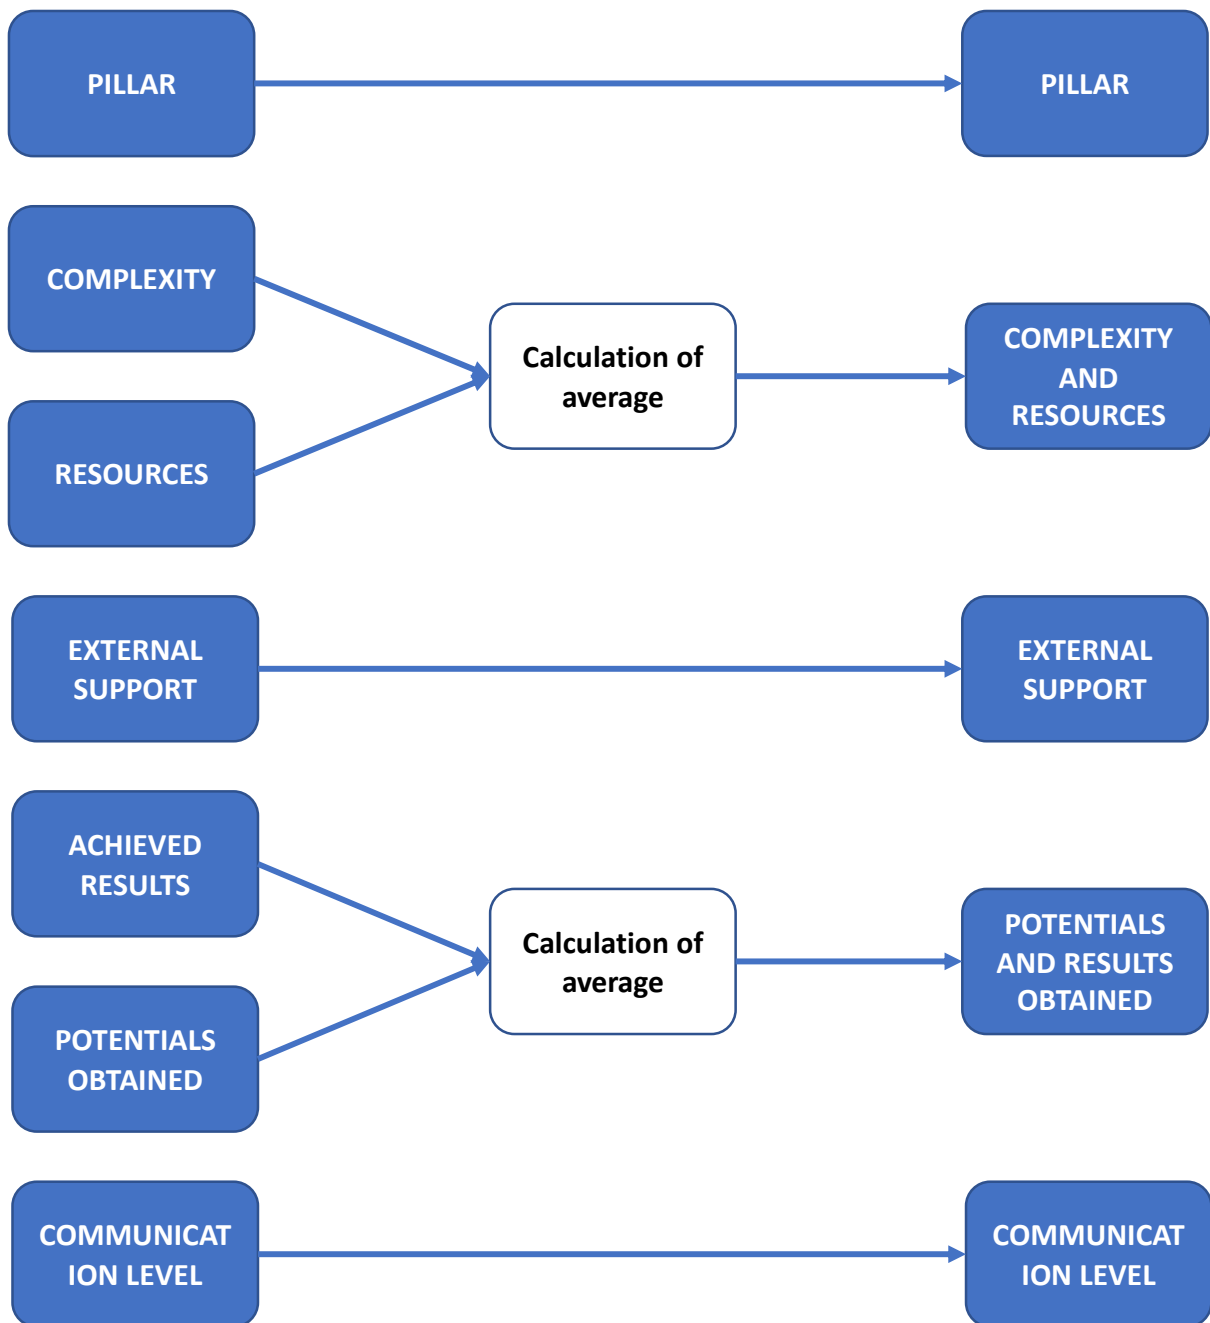 PILLAR
PILLAR
COMPLEXITY
RESOURCES
Calculation of
average
COMPLEXITY
AND
RESOURCES
EXTERNAL
SUPPORT
EXTERNAL
SUPPORT
ACHIEVED
RESULTS
POTENTIALS
OBTAINED
Calculation of
average
POTENTIALS
AND RESULTS
OBTAINED
COMMUNICAT
ION LEVEL
COMMUNICAT
ION LEVEL